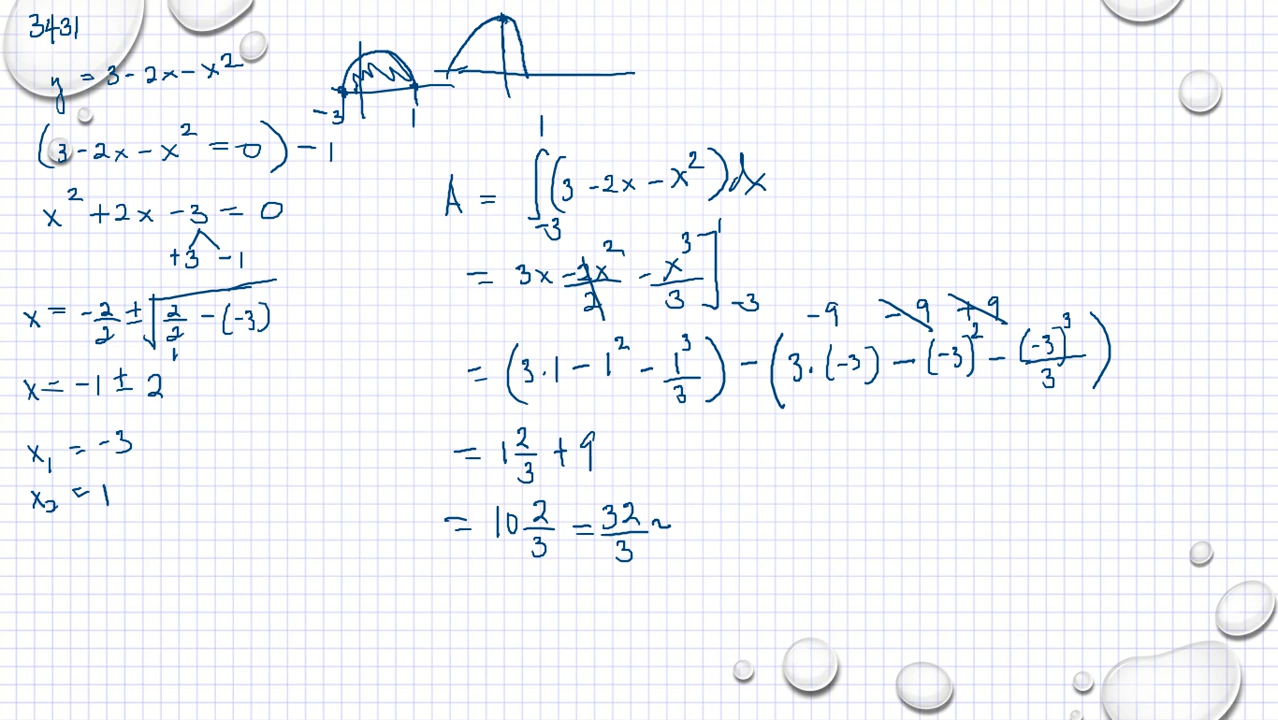 3431
y = 3 - 2x - x²
(3 - 2x - x² = 0) - 1
x² + 2x - 3 = 0
+3 -1
x = -2/2 ± √(2/2 - (-3))
1
x = -1 ± 2
x₁ = -3
x₂ = 1
-3 1
A = ∫₋₃¹ (3 - 2x - x²) dx
= 3x - 2x²/2 - x³/3 ]₋₃¹
-9 - 9 + 9
= (3·1 - 1² - 1³/3) - (3·(-3) - (-3)² - (-3)³/3)
= 1 2/3 + 9
= 10 2/3 = 32/3 ~